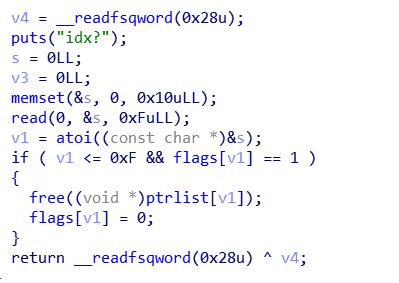 v4 = __readfsqword(0x28u);
puts("idx?");
s = 0LL;
v3 = 0LL;
memset(&s, 0, 0x10uLL);
read(0, &s, 0xFuLL);
v1 = atoi((const char *)&s);
if ( v1 <= 0xF && flags[v1] == 1 )
{
  free((void *)ptrlist[v1]);
  flags[v1] = 0;
}
return __readfsqword(0x28u) ^ v4;